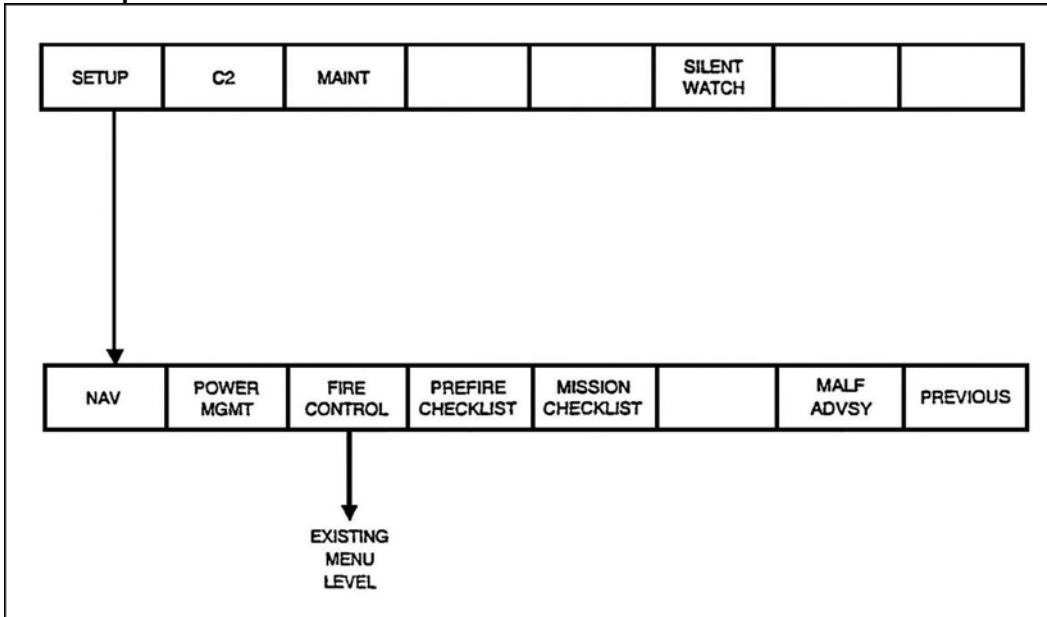 SETUP
C2
MAINT
SILENT
WATCH
NAV
POWER
MGMT
FIRE
CONTROL
PREFIRE
CHECKLIST
MISSION
CHECKLIST
MALF
ADVSY
PREVIOUS
EXISTING
MENU
LEVEL